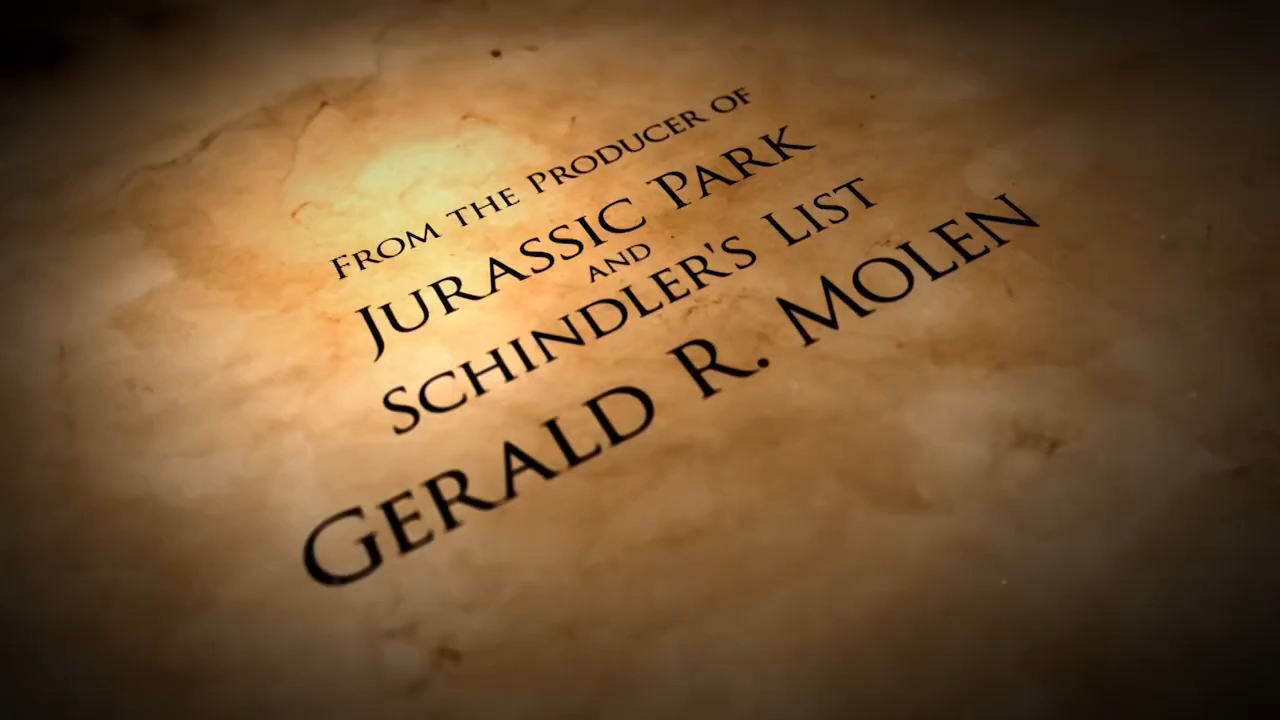 From the Producer of
Jurassic Park
and
Schindler's List
Gerald R. Molen